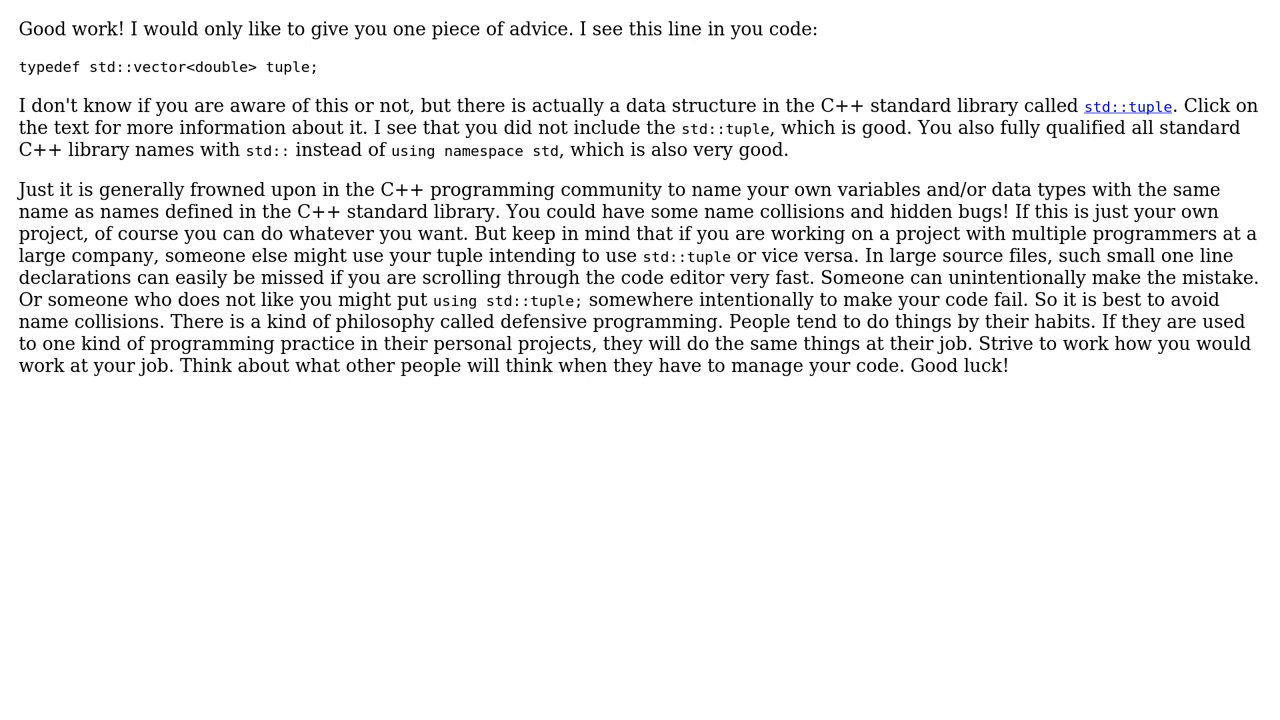 Good work! I would only like to give you one piece of advice. I see this line in you code:
typedef std::vector<double> tuple;
I don't know if you are aware of this or not, but there is actually a data structure in the C++ standard library called std::tuple. Click on
the text for more information about it. I see that you did not include the std::tuple, which is good. You also fully qualified all standard
C++ library names with std:: instead of using namespace std, which is also very good.
Just it is generally frowned upon in the C++ programming community to name your own variables and/or data types with the same
name as names defined in the C++ standard library. You could have some name collisions and hidden bugs! If this is just your own
project, of course you can do whatever you want. But keep in mind that if you are working on a project with multiple programmers at a
large company, someone else might use your tuple intending to use std::tuple or vice versa. In large source files, such small one line
declarations can easily be missed if you are scrolling through the code editor very fast. Someone can unintentionally make the mistake.
Or someone who does not like you might put using std::tuple; somewhere intentionally to make your code fail. So it is best to avoid
name collisions. There is a kind of philosophy called defensive programming. People tend to do things by their habits. If they are used
to one kind of programming practice in their personal projects, they will do the same things at their job. Strive to work how you would
work at your job. Think about what other people will think when they have to manage your code. Good luck!